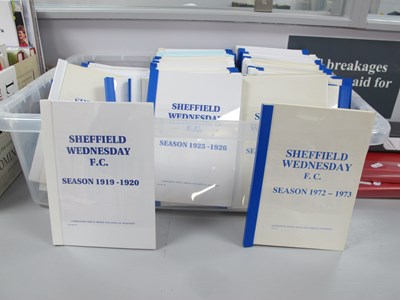 breakages
aid for
SHEFFIELD
WEDNESDAY
F.C.
SEASON 1925 - 1926
SHEFFIELD
WEDNESDAY
F.C.
SEASON 1919 -1920
SHEFFIELD
WEDNESDAY
F. C.
SEASON 1972 – 1973